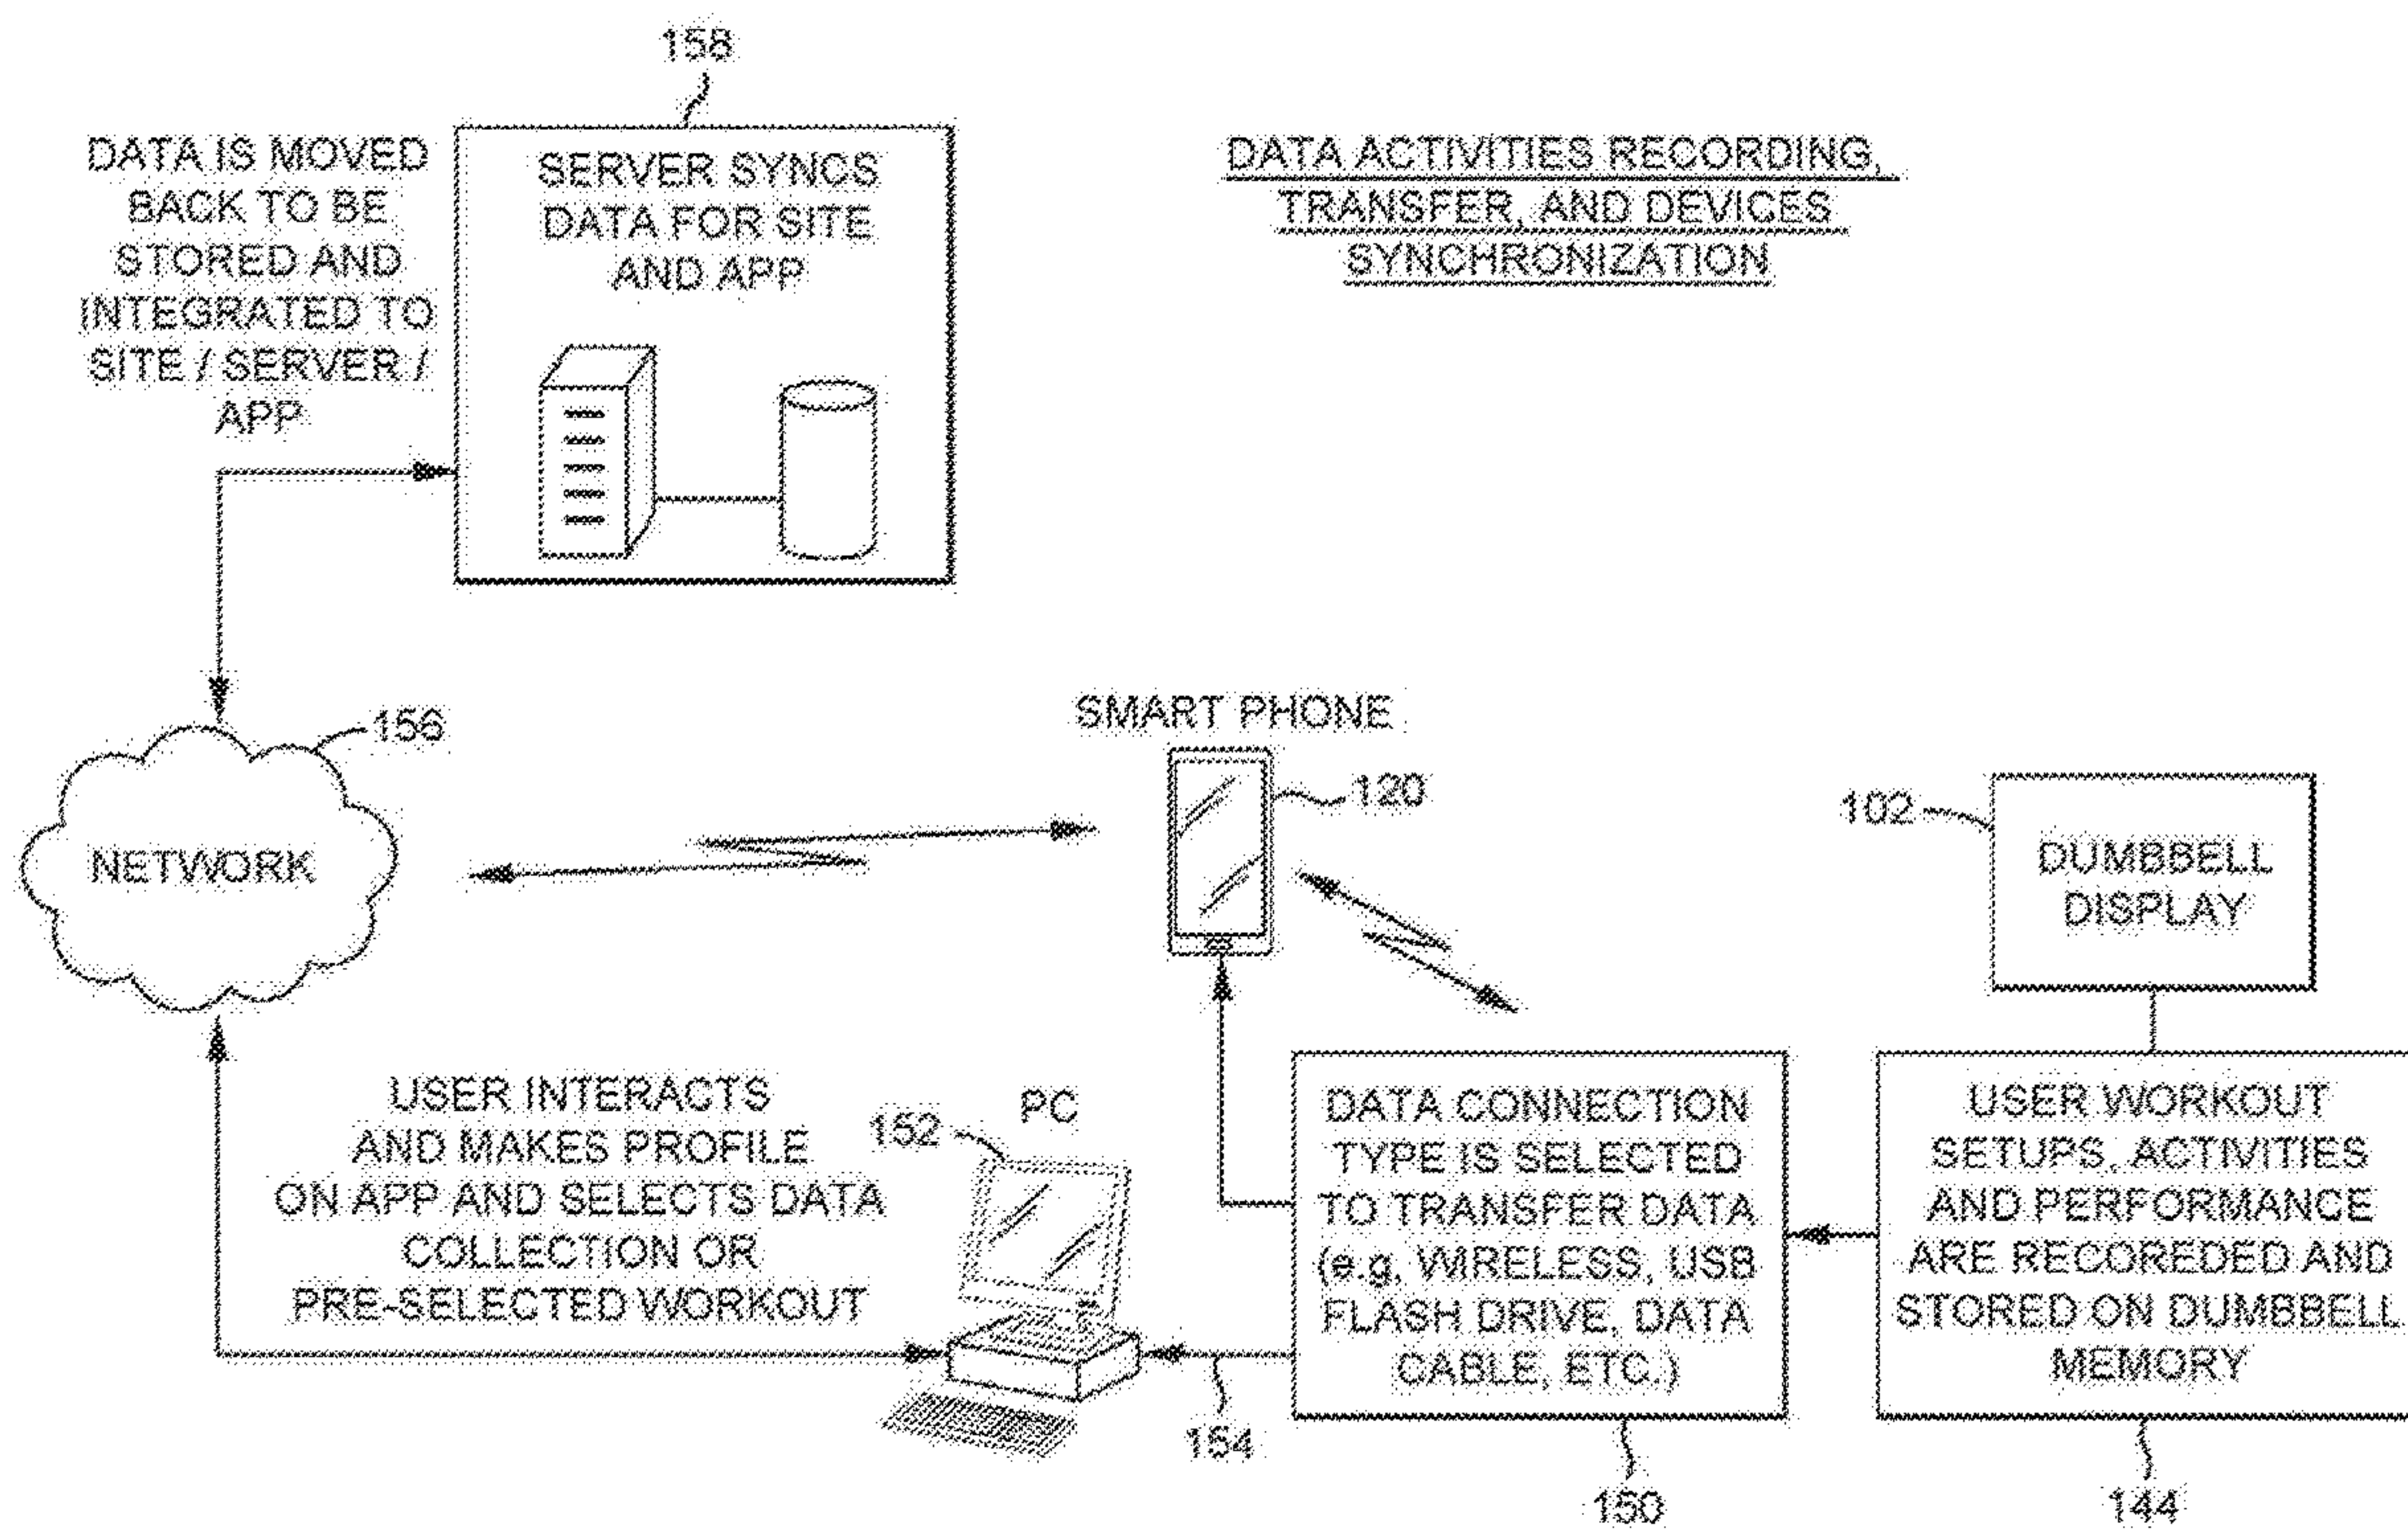 158
DATA IS MOVED
BACK TO BE
STORED AND
INTEGRATED TO
SITE / SERVER /
APP
SERVER SYNCS
DATA FOR SITE
AND APP
DATA ACTIVITIES RECORDING,
TRANSFER, AND DEVICES
SYNCHRONIZATION
156
NETWORK
SMART PHONE
120
102
DUMBBELL
DISPLAY
USER INTERACTS
AND MAKES PROFILE
ON APP AND SELECTS DATA
COLLECTION OR
PRE-SELECTED WORKOUT
152
PC
154
DATA CONNECTION
TYPE IS SELECTED
TO TRANSFER DATA
(e.g, WIRELESS, USB
FLASH DRIVE, DATA
CABLE, ETC.)
150
USER WORKOUT
SETUPS, ACTIVITIES
AND PERFORMANCE
ARE RECOREDED AND
STORED ON DUMBBELL
MEMORY
144